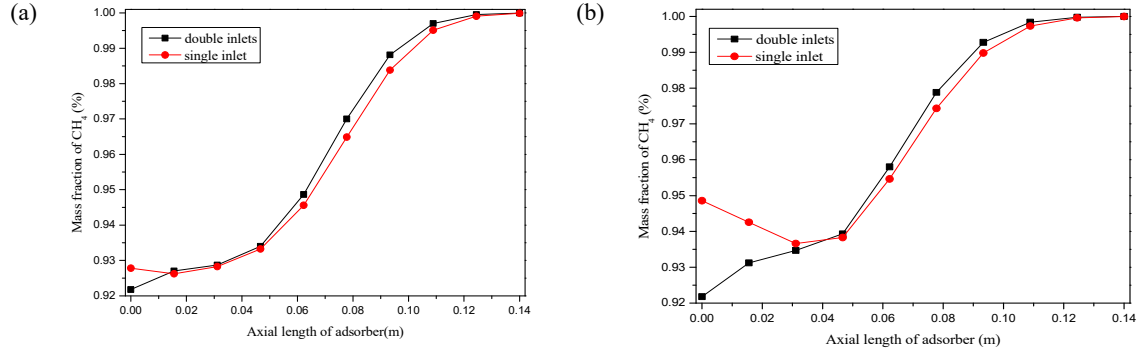 (a)
1.00
0.99
0.98
0.97
0.96
0.95
0.94
0.93
0.92
Mass fraction of CH₄ (%)
double inlets
single inlet
0.00 0.02 0.04 0.06 0.08 0.10 0.12 0.14
Axial length of adsorber(m)
(b)
1.00
0.99
0.98
0.97
0.96
0.95
0.94
0.93
0.92
Mass fraction of CH₄ (%)
double inlets
single inlet
0.00 0.02 0.04 0.06 0.08 0.10 0.12 0.14
Axial length of adsorber (m)